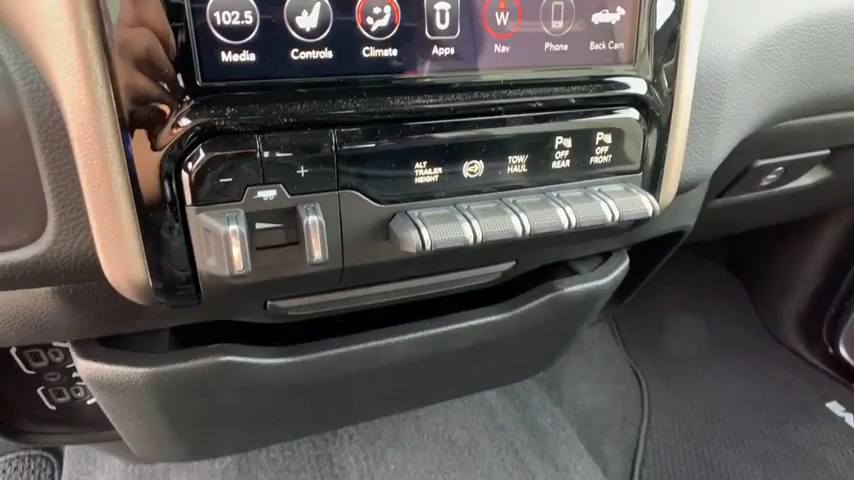 102.5
W
Media
Controls
Climate
Apps
Nav
Phone
Back Cam
- +
ALT
TRAILER
HEIGHT
TOW/
HAUL
P
OFF
REAR
P
OFF
FRONT